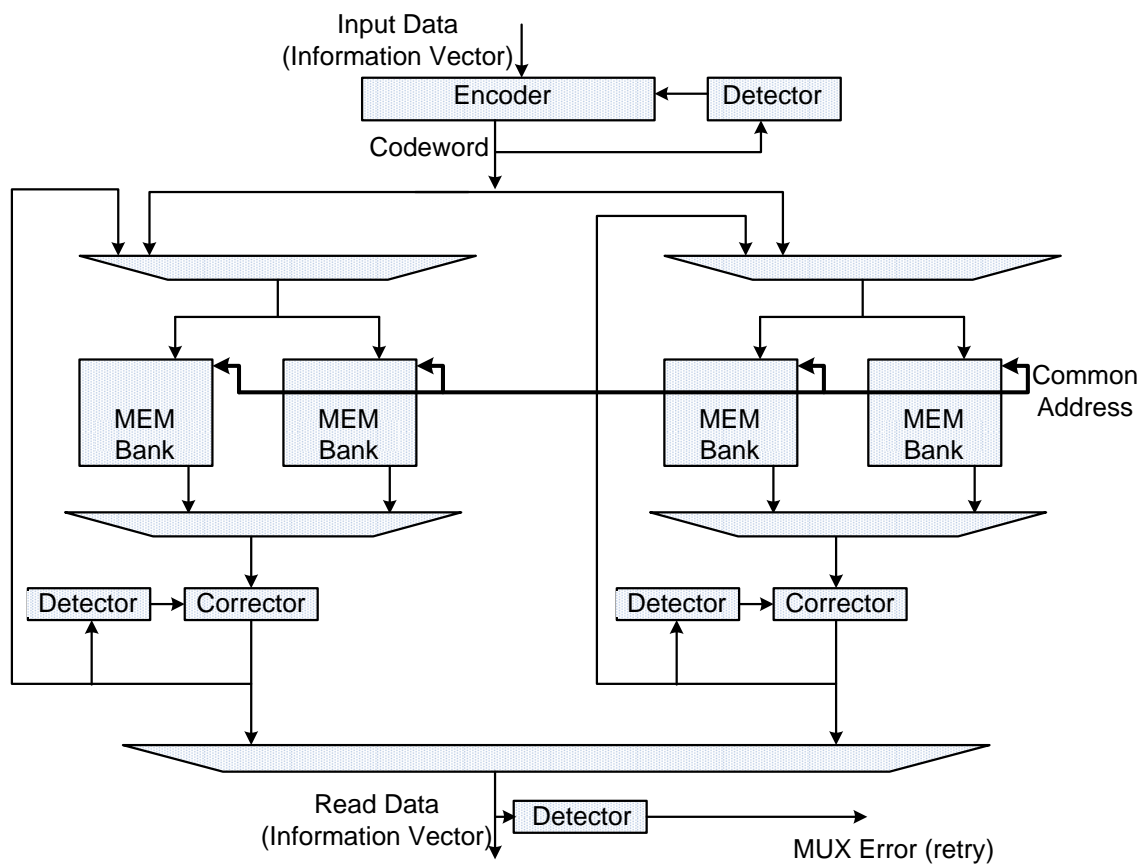 Input Data
(Information Vector)
Encoder
Detector
Codeword
Common
Address
MEM
Bank
MEM
Bank
MEM
Bank
MEM
Bank
Detector
Corrector
Detector
Corrector
Read Data
(Information Vector)
Detector
MUX Error (retry)